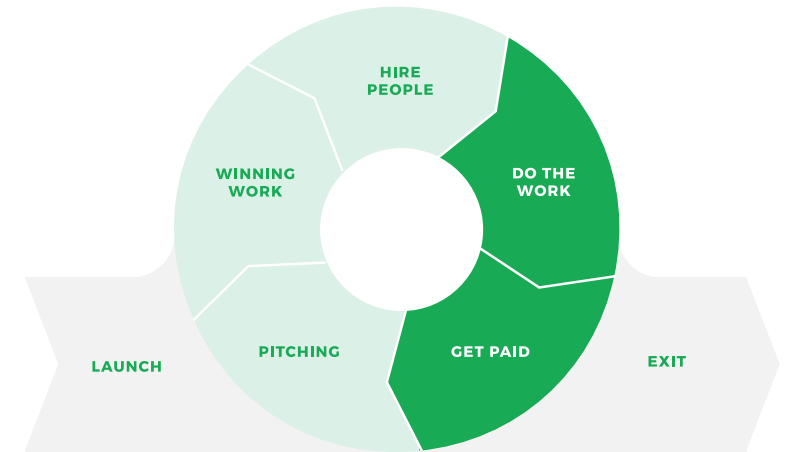 HIRE
PEOPLE
WINNING
WORK
DO THE
WORK
PITCHING
GET PAID
LAUNCH
EXIT